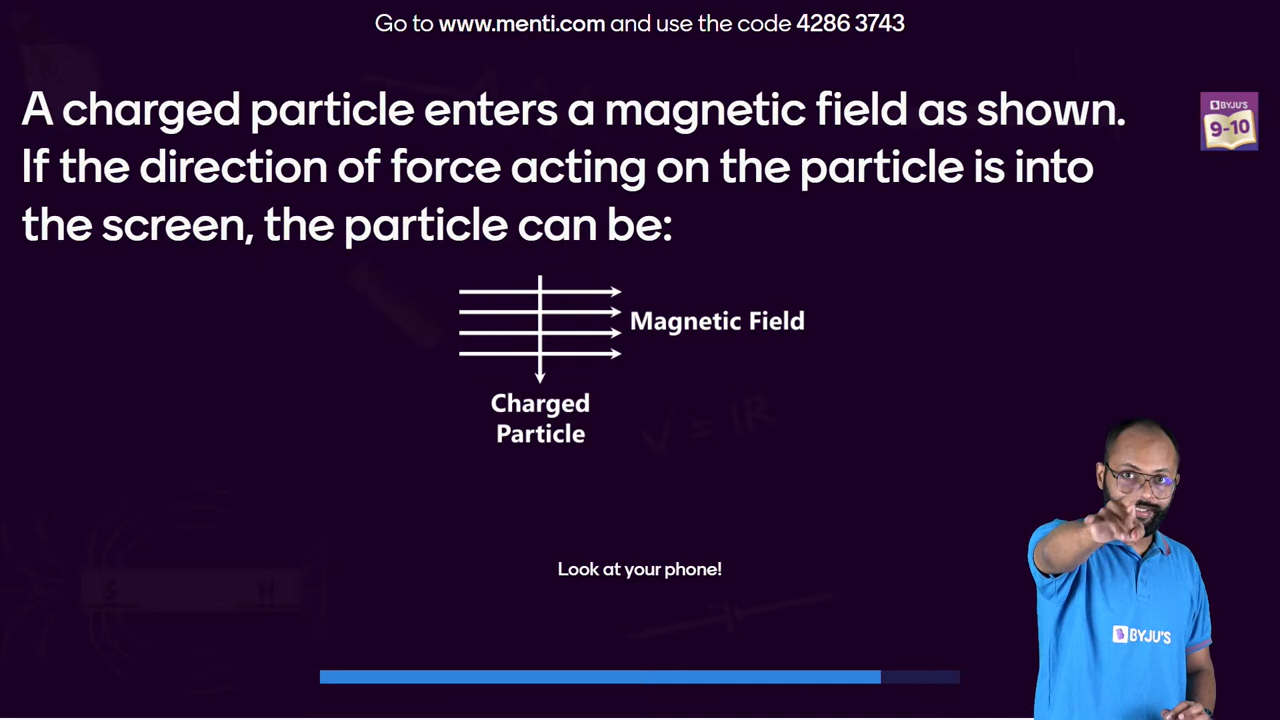 Go to www.menti.com and use the code 4286 3743
A charged particle enters a magnetic field as shown.
If the direction of force acting on the particle is into
the screen, the particle can be:
BYJU'S
9-10
Magnetic Field
Charged
Particle
V = IR
S
N
Look at your phone!
BYJU'S